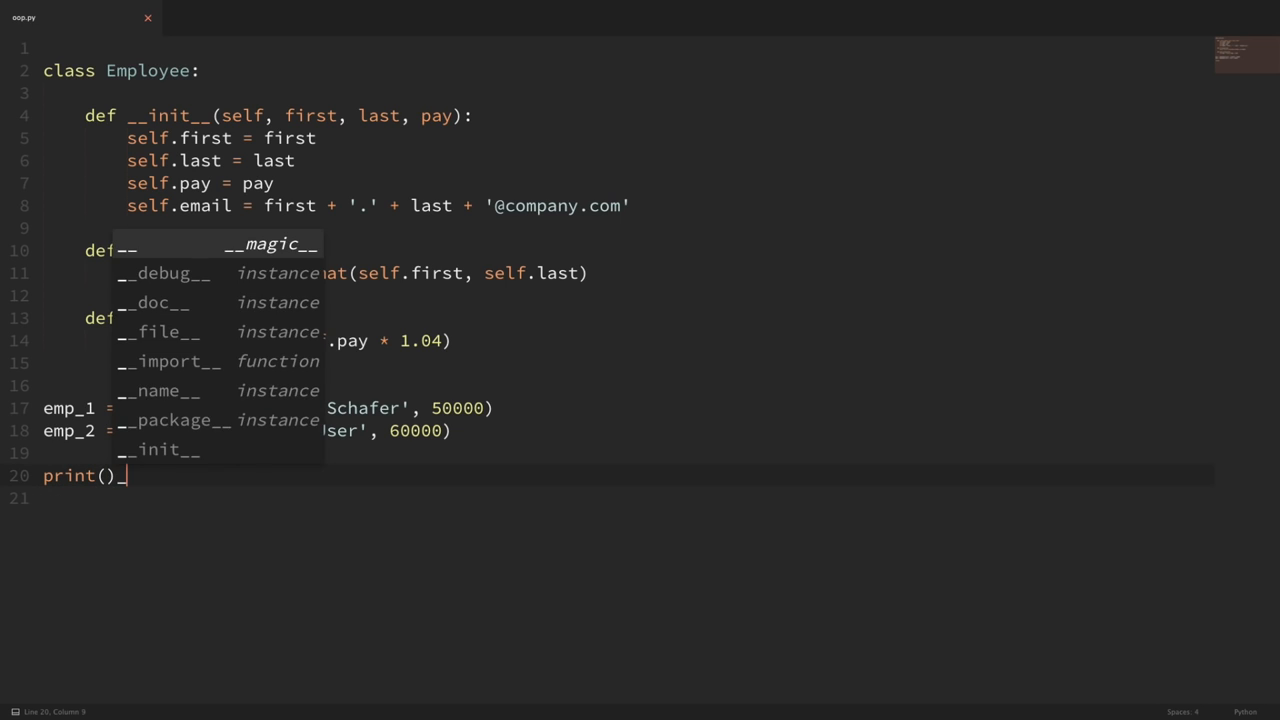 oop.py
1
2 class Employee:
3
4 def __init__(self, first, last, pay):
5 self.first = first
6 self.last = last
7 self.pay = pay
8 self.email = first + '.' + last + '@company.com'
9
__ __magic__
10 def
__debug__ instance
11 at(self.first, self.last)
12
__doc__ instance
13 def
__file__ instance
14 .pay * 1.04)
15
__import__ function
16
__name__ instance
17 emp_1 = Schafer', 50000)
__package__ instance
18 emp_2 = ser', 60000)
19
__init__
20 print()_
21
Line 20, Column 9
Spaces: 4
Python